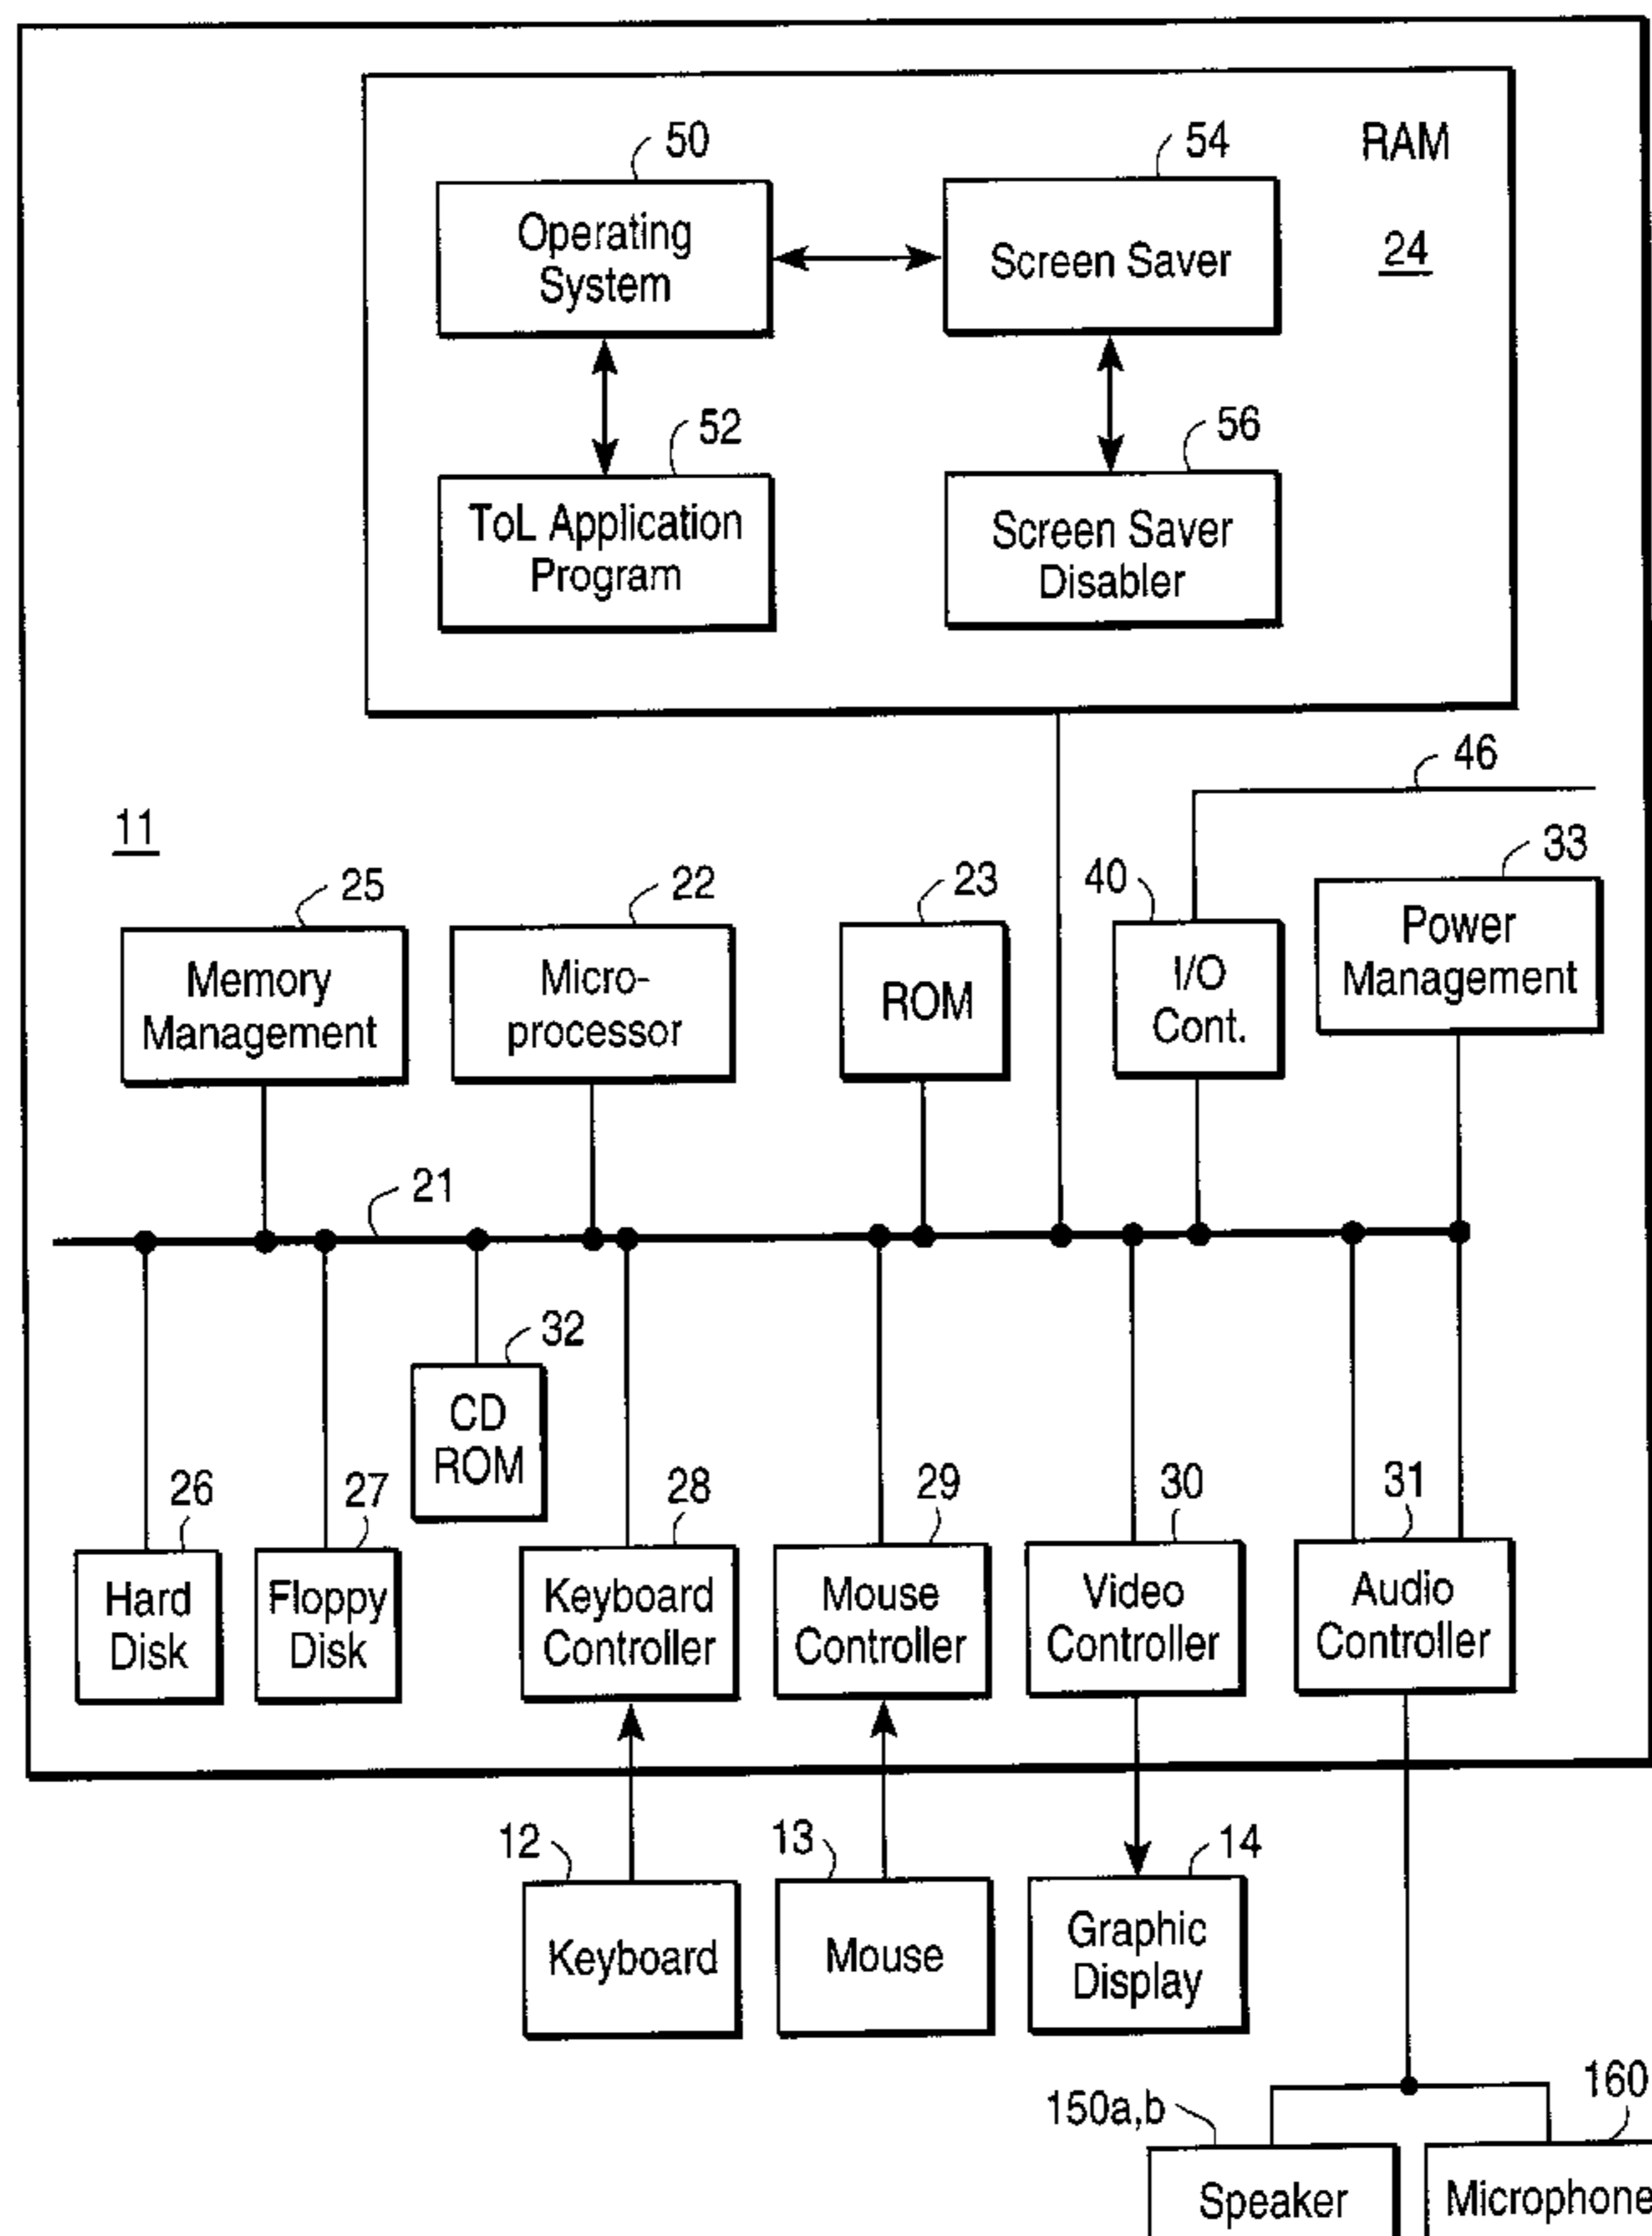 50
54
RAM
Operating
System
Screen Saver
24
52
56
ToL Application
Program
Screen Saver
Disabler
46
11
25
22
23
40
33
Memory
Management
Micro-
processor
ROM
I/O
Cont.
Power
Management
21
32
CD
ROM
26
27
28
29
30
31
Hard
Disk
Floppy
Disk
Keyboard
Controller
Mouse
Controller
Video
Controller
Audio
Controller
12
13
14
Keyboard
Mouse
Graphic
Display
150a,b
160
Speaker
Microphone